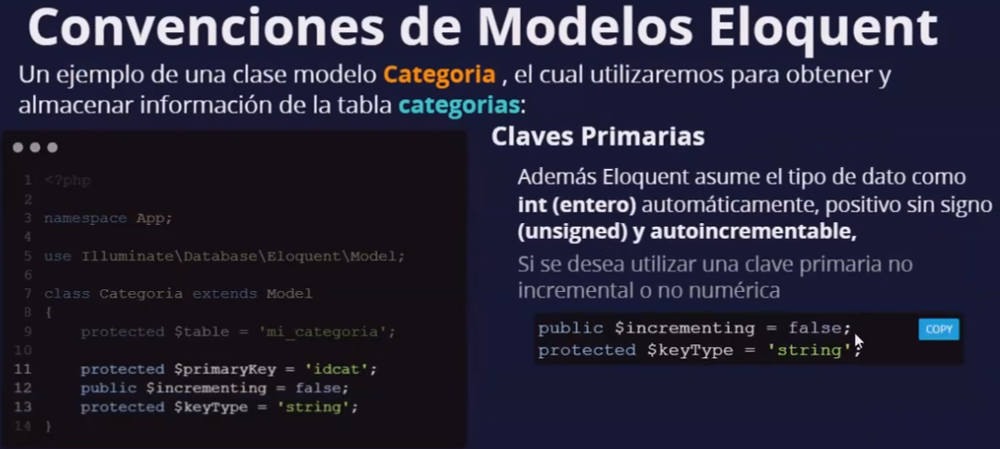 Convenciones de Modelos Eloquent
Un ejemplo de una clase modelo Categoria , el cual utilizaremos para obtener y
almacenar información de la tabla categorias:
1 <?php
2
3 namespace App;
4
5 use Illuminate\Database\Eloquent\Model;
6
7 class Categoria extends Model
8 {
9 protected $table = 'mi_categoria';
10
11 protected $primaryKey = 'idcat';
12 public $incrementing = false;
13 protected $keyType = 'string';
14 }
Claves Primarias
Además Eloquent asume el tipo de dato como
int (entero) automáticamente, positivo sin signo
(unsigned) y autoincrementable,
Si se desea utilizar una clave primaria no
incremental o no numérica
public $incrementing = false;
COPY
protected $keyType = 'string';